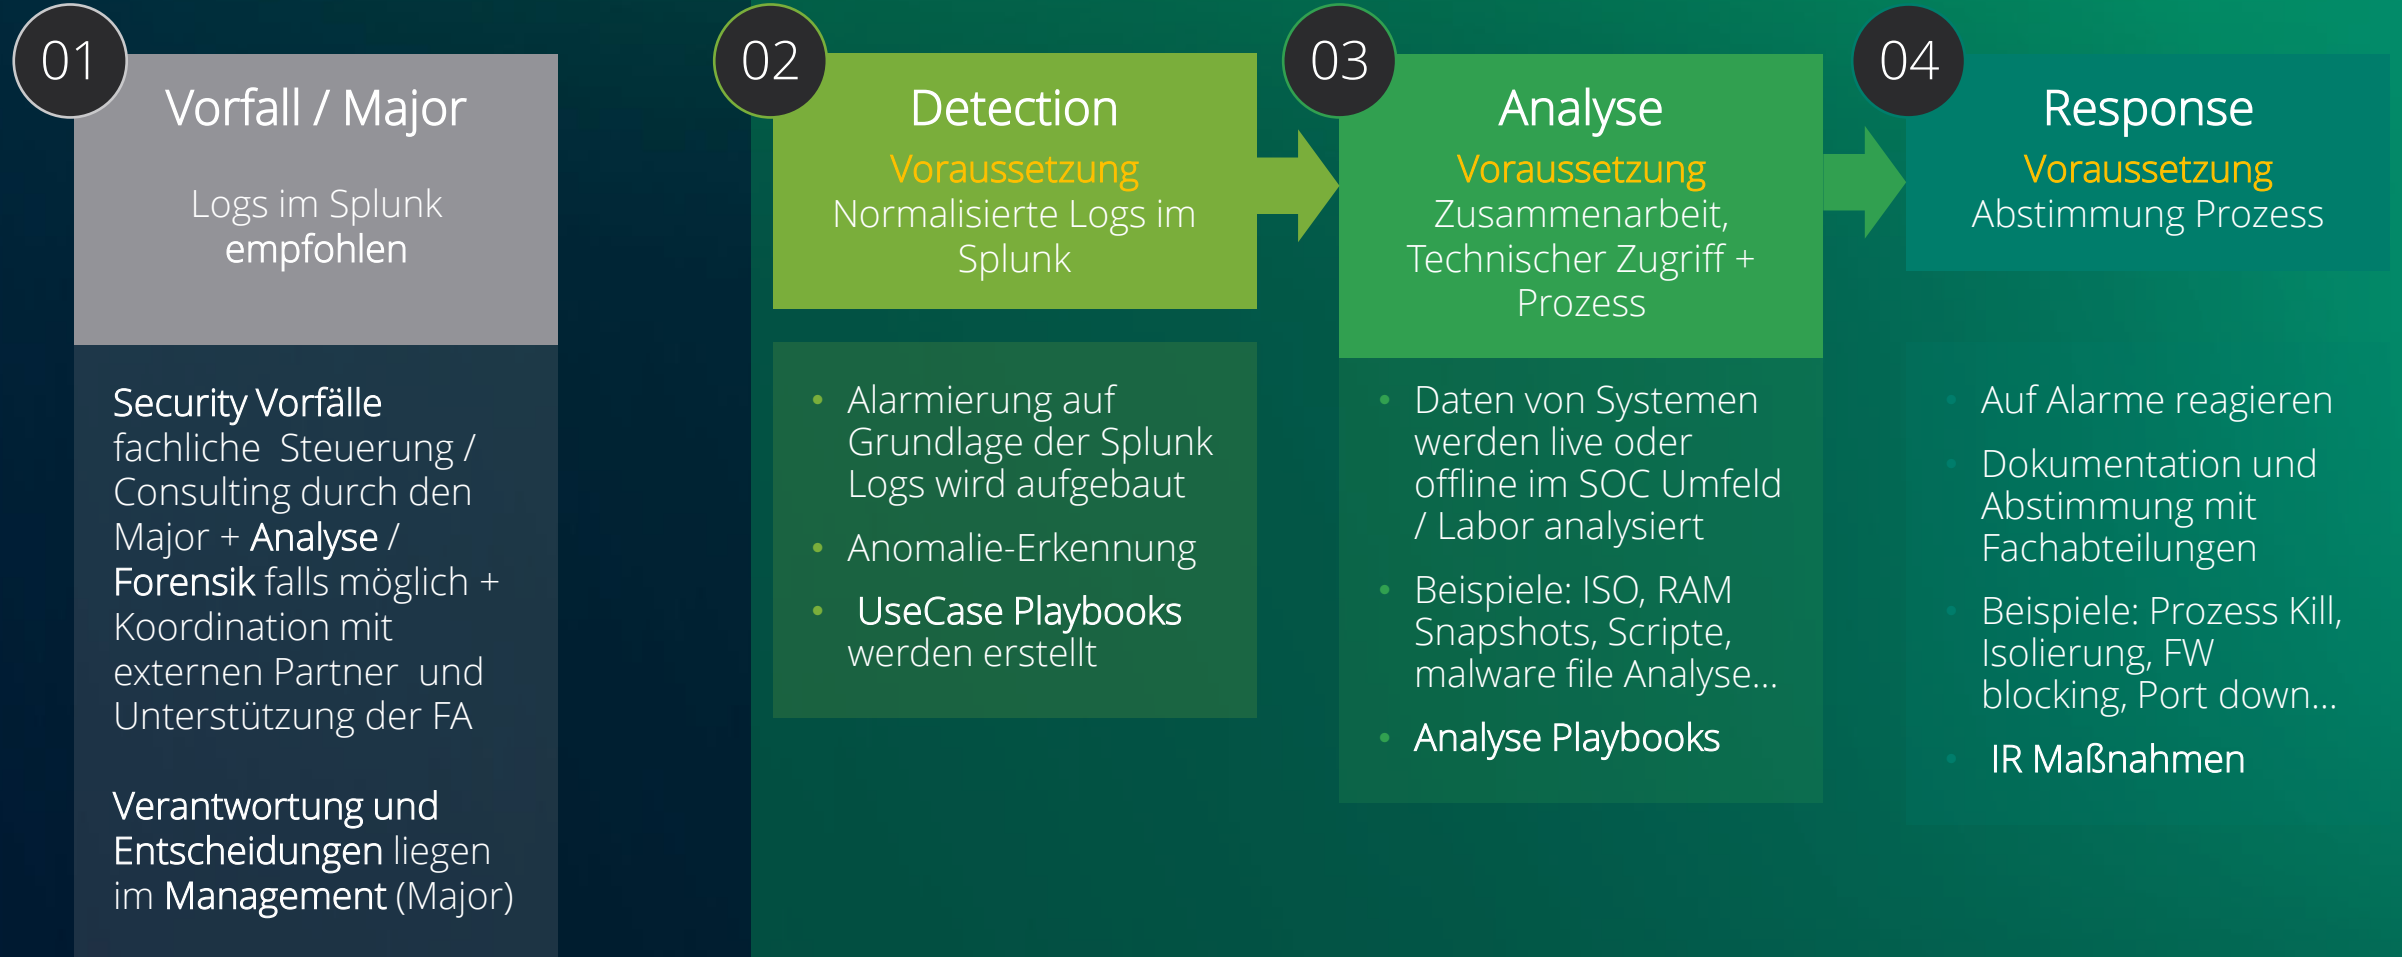 01
Vorfall / Major
Logs im Splunk
empfohlen
Security Vorfälle
fachliche  Steuerung /
Consulting durch den
Major + Analyse /
Forensik falls möglich +
Koordination mit
externen Partner  und
Unterstützung der FA
Verantwortung und
Entscheidungen liegen
im Management (Major)
02
Detection
Voraussetzung
Normalisierte Logs im
Splunk
• Alarmierung auf
Grundlage der Splunk
Logs wird aufgebaut
• Anomalie-Erkennung
• UseCase Playbooks
werden erstellt
03
Analyse
Voraussetzung
Zusammenarbeit,
Technischer Zugriff +
Prozess
• Daten von Systemen
werden live oder
offline im SOC Umfeld
/ Labor analysiert
• Beispiele: ISO, RAM
Snapshots, Scripte,
malware file Analyse...
• Analyse Playbooks
04
Response
Voraussetzung
Abstimmung Prozess
• Auf Alarme reagieren
• Dokumentation und
Abstimmung mit
Fachabteilungen
• Beispiele: Prozess Kill,
Isolierung, FW
blocking, Port down...
• IR Maßnahmen